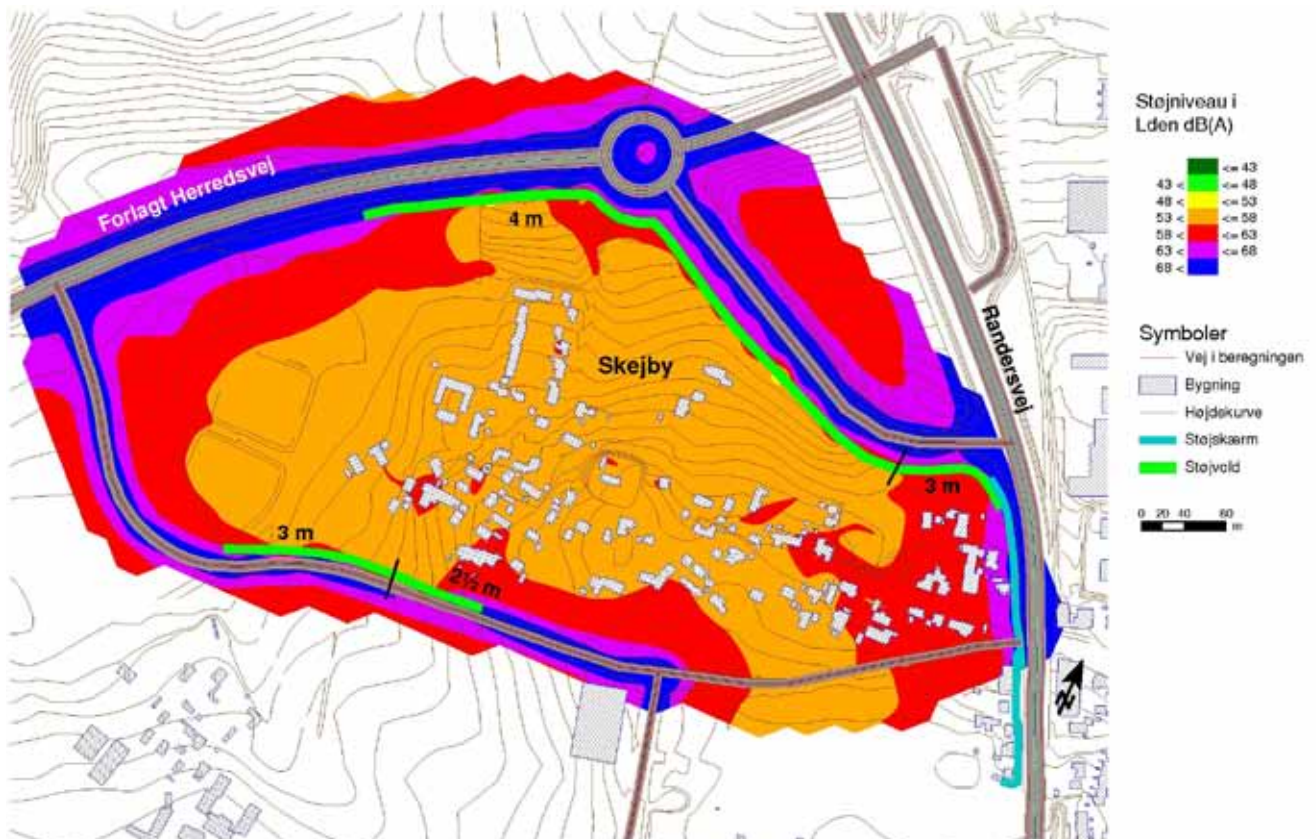 Forlagt Herredsvej
4 m
Skejby
Randersvej
3 m
3 m
2½ m
N
Støjniveau i
Lden dB(A)
<= 43
43 < <= 48
48 < <= 53
53 < <= 58
58 < <= 63
63 < <= 68
68 <
Symboler
Vej i beregningen
Bygning
Højdekurve
Støjskærm
Støjvold
0 20 40 80
m